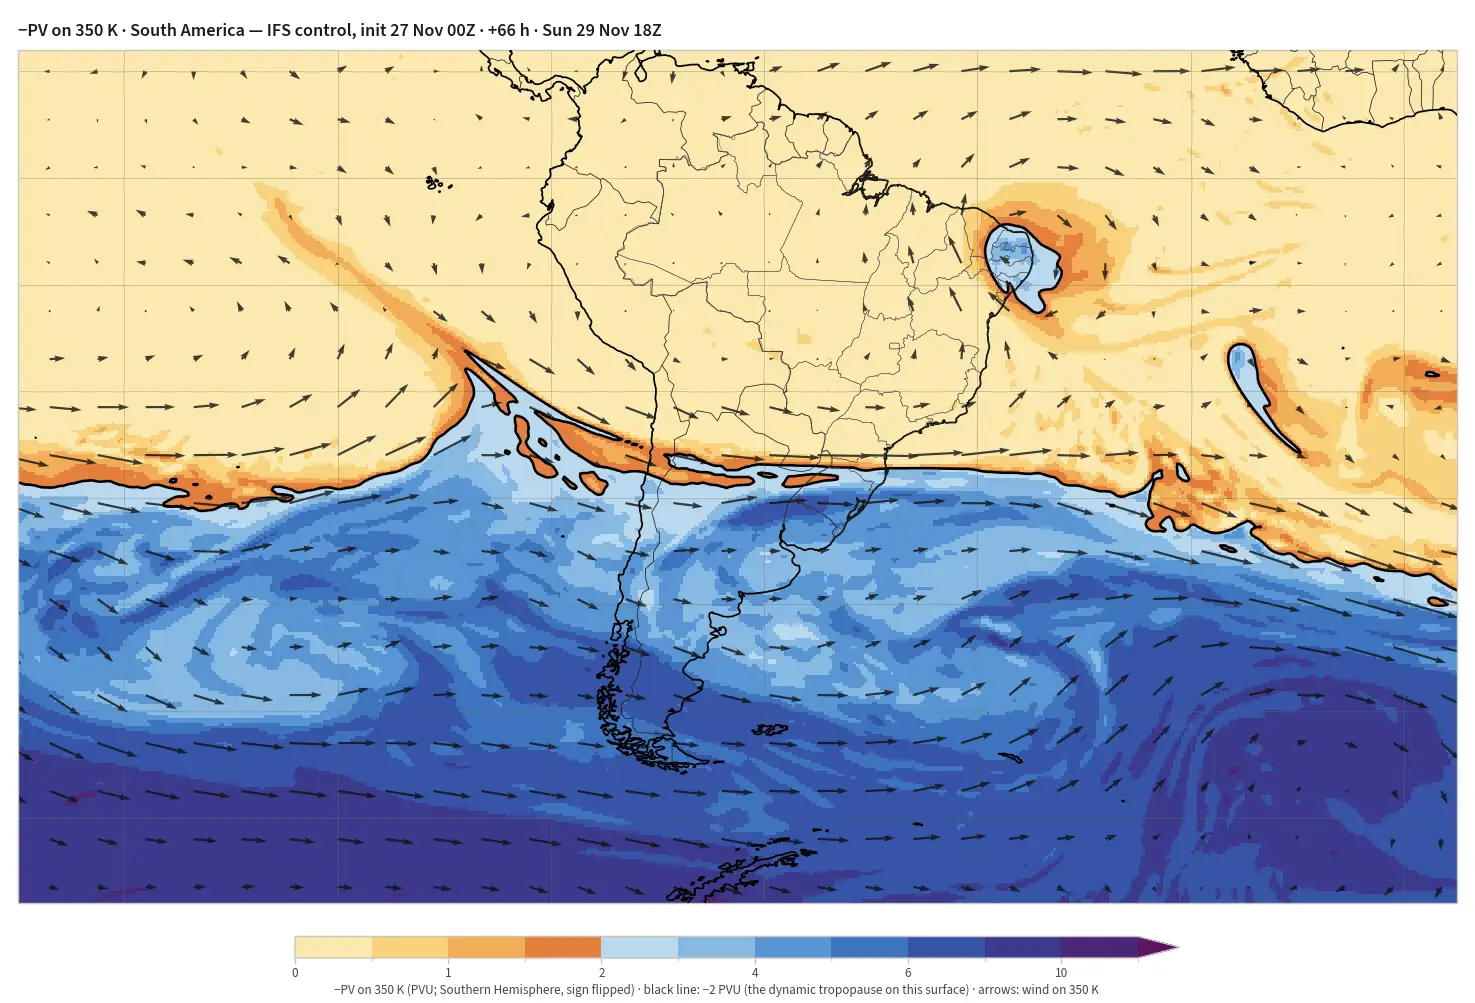 −PV on 350 K · South America — IFS control, init 27 Nov 00Z · +66 h · Sun 29 Nov 18Z
0 1 2 4 6 10
−PV on 350 K (PVU; Southern Hemisphere, sign flipped) · black line: −2 PVU (the dynamic tropopause on this surface) · arrows: wind on 350 K